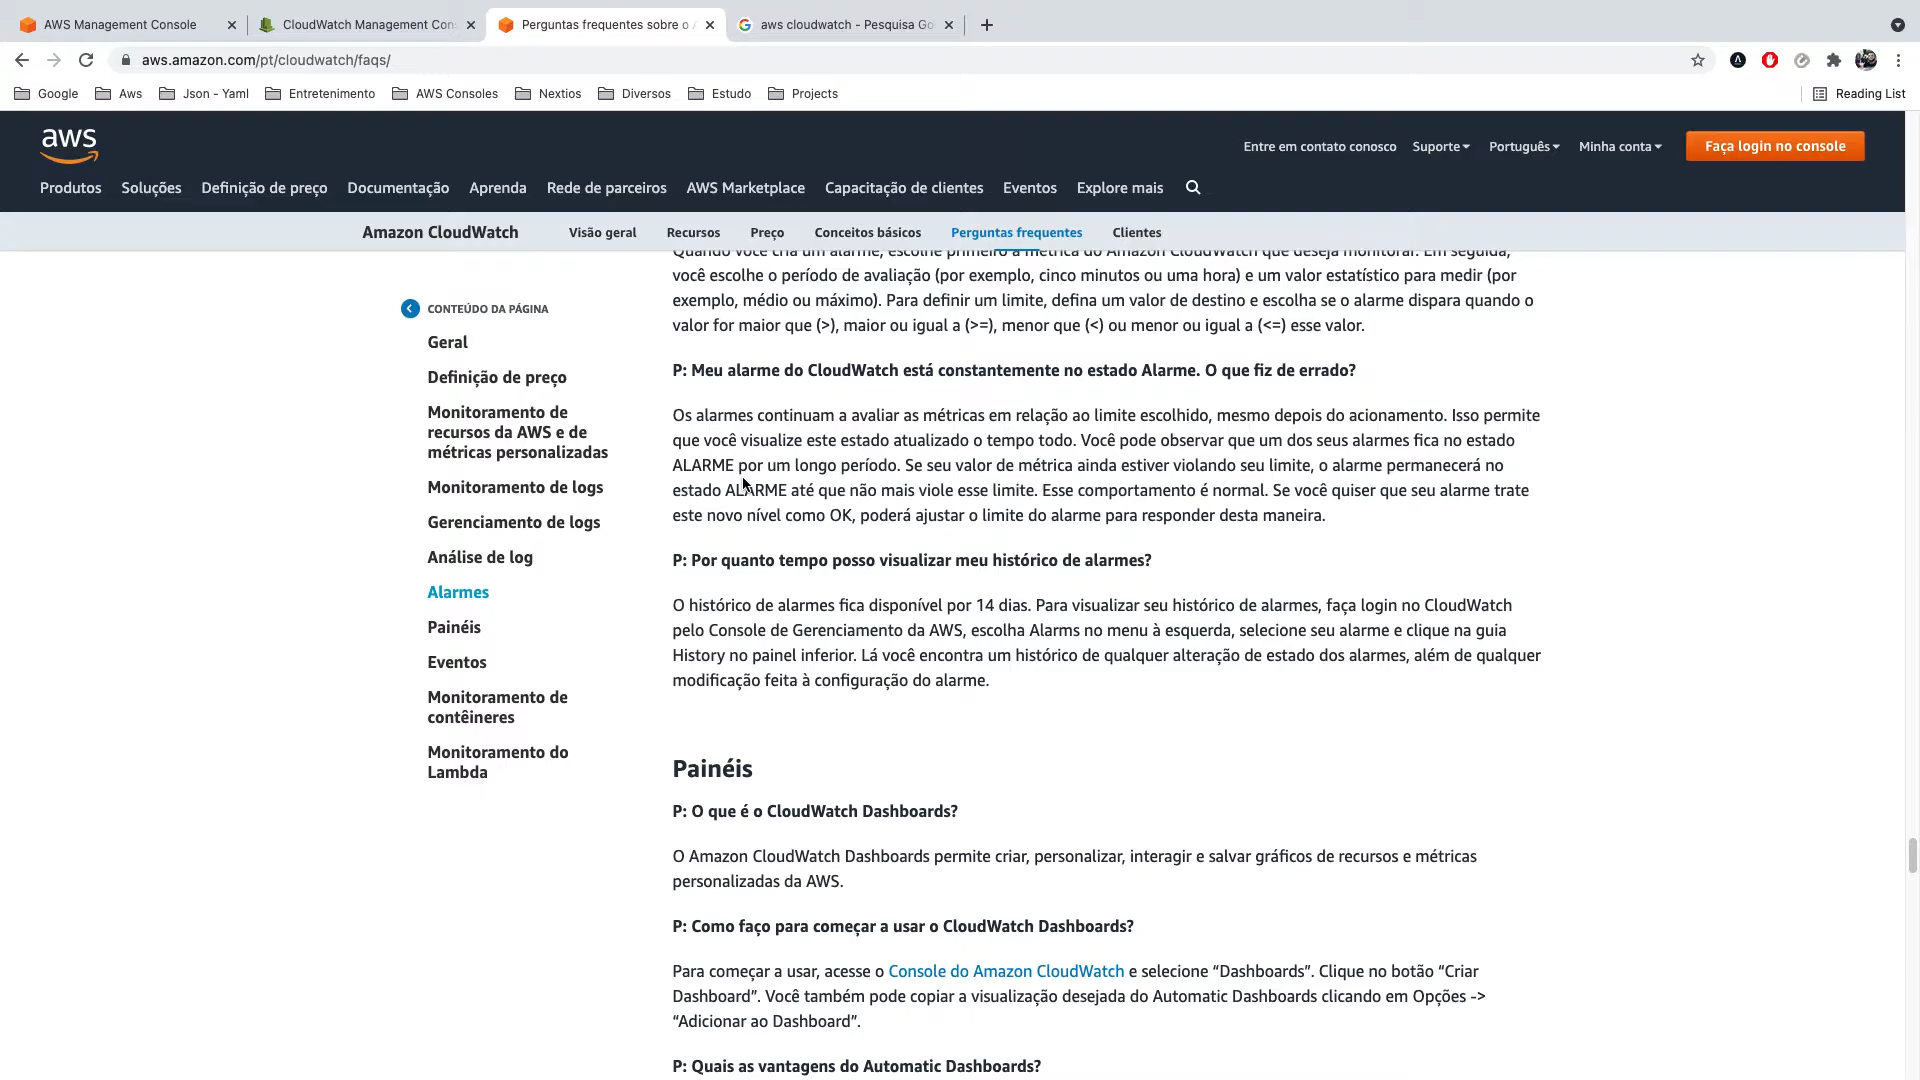 AWS Management Console
CloudWatch Management Con
Perguntas frequentes sobre o A
aws cloudwatch - Pesquisa Go
aws.amazon.com/pt/cloudwatch/faqs/
Google
Aws
Json - Yaml
Entretenimento
AWS Consoles
Nextios
Diversos
Estudo
Projects
Reading List
aws
Entre em contato conosco
Suporte
Português
Minha conta
Faça login no console
Produtos
Soluções
Definição de preço
Documentação
Aprenda
Rede de parceiros
AWS Marketplace
Capacitação de clientes
Eventos
Explore mais
Amazon CloudWatch
Visão geral
Recursos
Preço
Conceitos básicos
Perguntas frequentes
Clientes
CONTEÚDO DA PÁGINA
Geral
Definição de preço
Monitoramento de
recursos da AWS e de
métricas personalizadas
Monitoramento de logs
Gerenciamento de logs
Análise de log
Alarmes
Painéis
Eventos
Monitoramento de
contêineres
Monitoramento do
Lambda
Quando você cria um alarme, escolhe primeiro a métrica do Amazon CloudWatch que deseja monitorar. Em seguida,
você escolhe o período de avaliação (por exemplo, cinco minutos ou uma hora) e um valor estatístico para medir (por
exemplo, médio ou máximo). Para definir um limite, defina um valor de destino e escolha se o alarme dispara quando o
valor for maior que (>), maior ou igual a (>=), menor que (<) ou menor ou igual a (<=) esse valor.
P: Meu alarme do CloudWatch está constantemente no estado Alarme. O que fiz de errado?
Os alarmes continuam a avaliar as métricas em relação ao limite escolhido, mesmo depois do acionamento. Isso permite
que você visualize este estado atualizado o tempo todo. Você pode observar que um dos seus alarmes fica no estado
ALARME por um longo período. Se seu valor de métrica ainda estiver violando seu limite, o alarme permanecerá no
estado ALARME até que não mais viole esse limite. Esse comportamento é normal. Se você quiser que seu alarme trate
este novo nível como OK, poderá ajustar o limite do alarme para responder desta maneira.
P: Por quanto tempo posso visualizar meu histórico de alarmes?
O histórico de alarmes fica disponível por 14 dias. Para visualizar seu histórico de alarmes, faça login no CloudWatch
pelo Console de Gerenciamento da AWS, escolha Alarms no menu à esquerda, selecione seu alarme e clique na guia
History no painel inferior. Lá você encontra um histórico de qualquer alteração de estado dos alarmes, além de qualquer
modificação feita à configuração do alarme.
Painéis
P: O que é o CloudWatch Dashboards?
O Amazon CloudWatch Dashboards permite criar, personalizar, interagir e salvar gráficos de recursos e métricas
personalizadas da AWS.
P: Como faço para começar a usar o CloudWatch Dashboards?
Para começar a usar, acesse o Console do Amazon CloudWatch e selecione “Dashboards”. Clique no botão “Criar
Dashboard”. Você também pode copiar a visualização desejada do Automatic Dashboards clicando em Opções ->
“Adicionar ao Dashboard”.
P: Quais as vantagens do Automatic Dashboards?